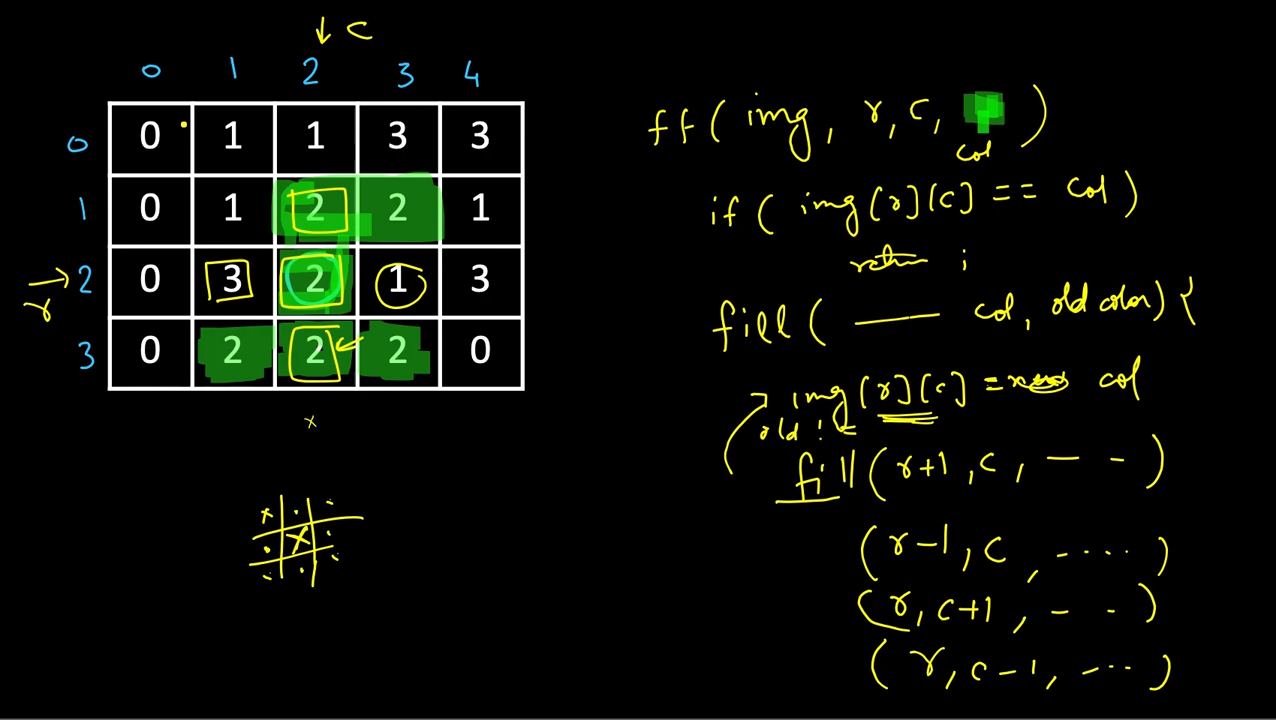 ↓ c
0 1 2 3 4
0 0 1 1 3 3
1 0 1 2 2 1
→ r 2 0 3 2 1 3
3 0 2 2 2 0
x
x . .
. x .
. . .
ff( img, r, c, col )
if ( img[r][c] == col )
return ;
fill ( —— col, old color) {
img[r][c] = col
old !=
fill (r+1, c, — - )
(r-1, c, -....)
(r, c+1, - - )
(r, c-1, -...)